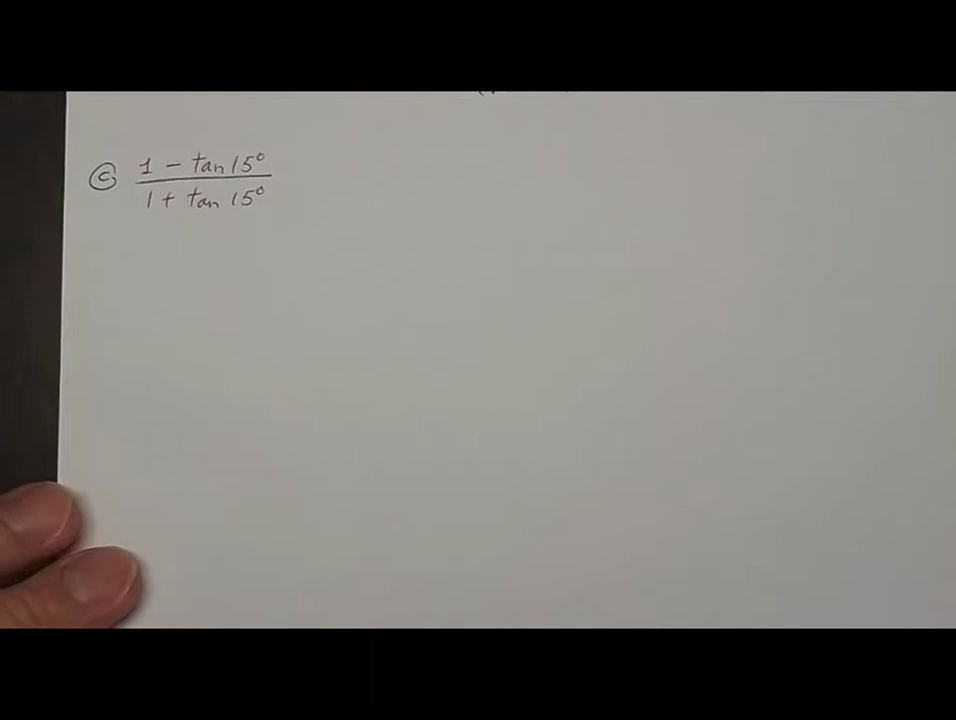 ⓒ 1 - tan 15°
1 + tan 15°